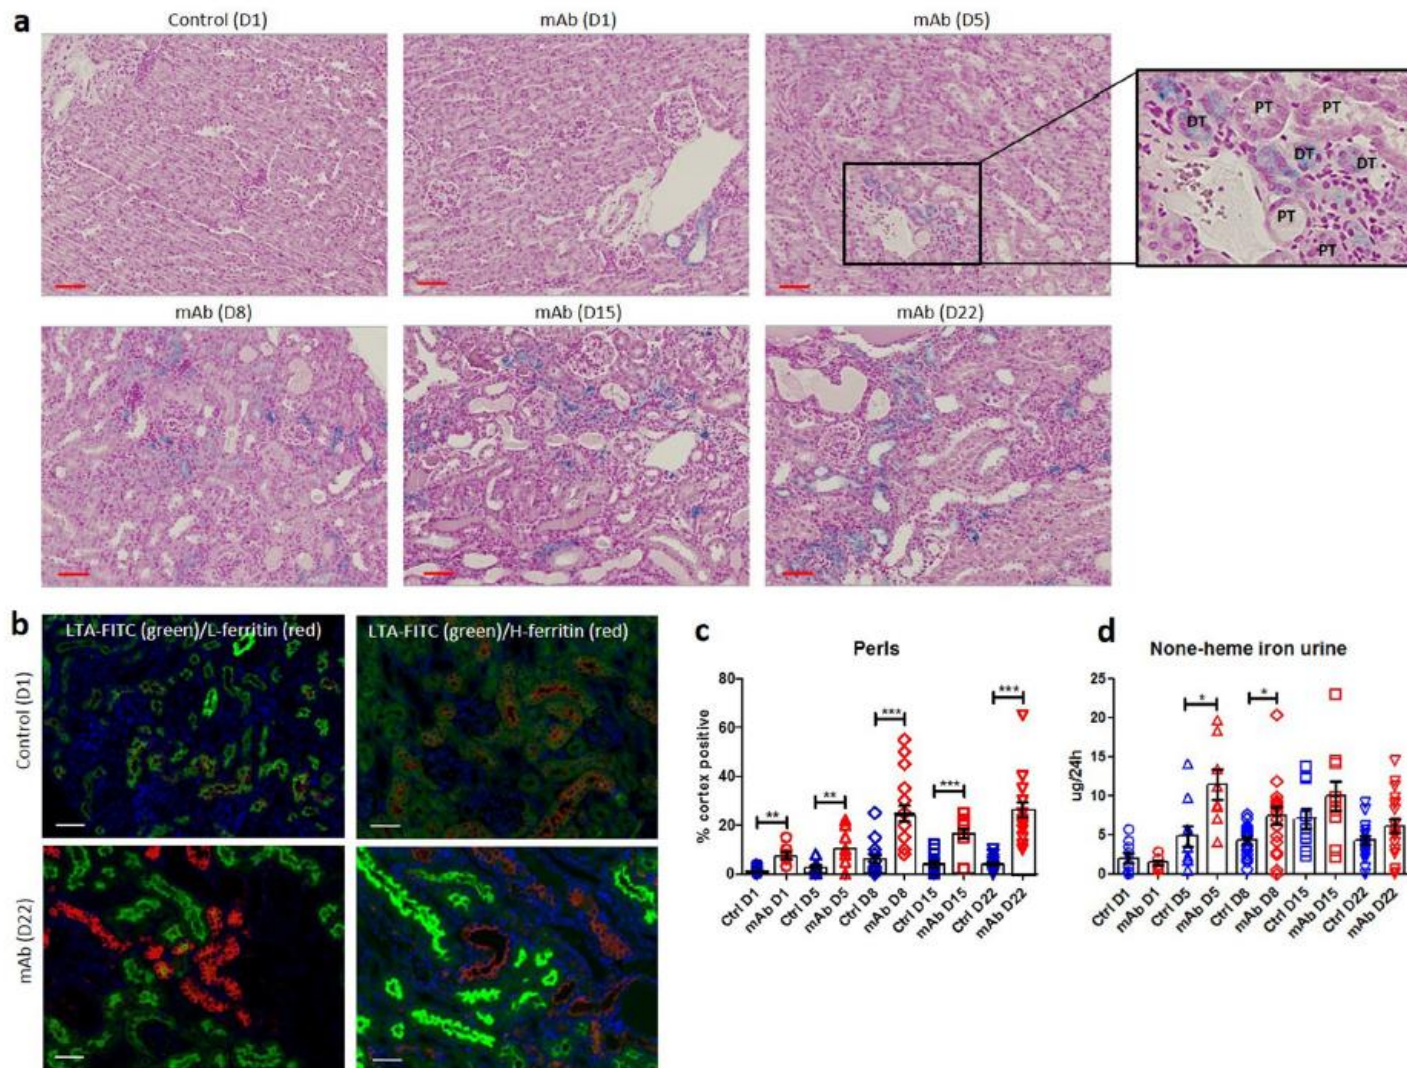 a
Control (D1)
mAb (D1)
mAb (D5)
PT
PT
DT
DT
DT
PT
PT
mAb (D8)
mAb (D15)
mAb (D22)
b
LTA-FITC (green)/L-ferritin (red)
LTA-FITC (green)/H-ferritin (red)
Control (D1)
mAb (D22)
c
Perls
% cortex positive
80
60
40
20
0
**
**
***
***
***
Ctrl D1
mAb D1
Ctrl D5
mAb D5
Ctrl D8
mAb D8
Ctrl D15
mAb D15
Ctrl D22
mAb D22
d
None-heme iron urine
ug/24h
25
20
15
10
5
0
*
*
Ctrl D1
mAb D1
Ctrl D5
mAb D5
Ctrl D8
mAb D8
Ctrl D15
mAb D15
Ctrl D22
mAb D22